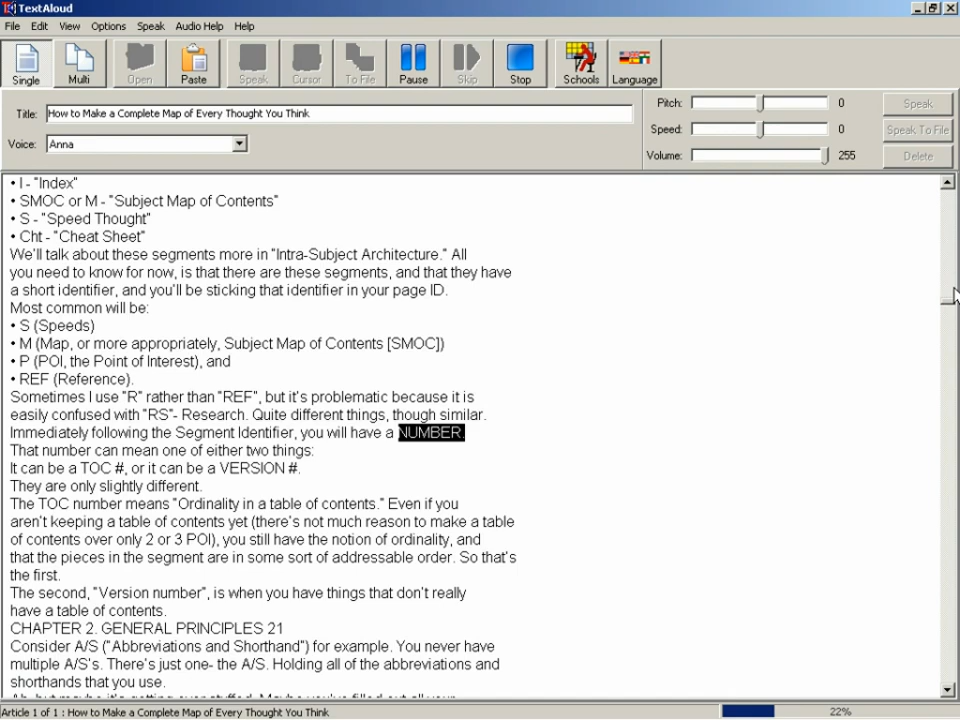 TextAloud
File Edit View Options Speak Audio Help Help
Single Multi Open Paste Speak Cursor To File Pause Skip Stop Schools Language
Title: How to Make a Complete Map of Every Thought You Think
Voice: Anna
Pitch: 0 Speak
Speed: 0 Speak To File
Volume: 255 Delete
• I - "Index"
• SMOC or M - "Subject Map of Contents"
• S - "Speed Thought"
• Cht - "Cheat Sheet"
We'll talk about these segments more in "Intra-Subject Architecture." All
you need to know for now, is that there are these segments, and that they have
a short identifier, and you'll be sticking that identifier in your page ID.
Most common will be:
• S (Speeds)
• M (Map, or more appropriately, Subject Map of Contents [SMOC])
• P (POI, the Point of Interest), and
• REF (Reference).
Sometimes I use "R" rather than "REF", but it's problematic because it is
easily confused with "RS"- Research. Quite different things, though similar.
Immediately following the Segment Identifier, you will have a NUMBER.
That number can mean one of either two things:
It can be a TOC #, or it can be a VERSION #.
They are only slightly different.
The TOC number means "Ordinality in a table of contents." Even if you
aren't keeping a table of contents yet (there's not much reason to make a table
of contents over only 2 or 3 POI), you still have the notion of ordinality, and
that the pieces in the segment are in some sort of addressable order. So that's
the first.
The second, "Version number", is when you have things that don't really
have a table of contents.
CHAPTER 2. GENERAL PRINCIPLES 21
Consider A/S ("Abbreviations and Shorthand") for example. You never have
multiple A/S's. There's just one- the A/S. Holding all of the abbreviations and
shorthands that you use.
Ah, but maybe it's getting over stuffed. Maybe you've filled out all your
Article 1 of 1 : How to Make a Complete Map of Every Thought You Think 22%